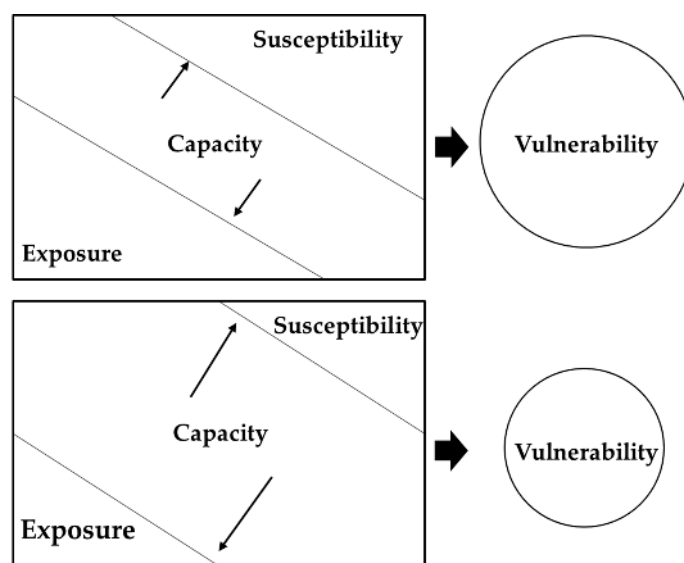 Susceptibility
Capacity
Vulnerability
Exposure
Susceptibility
Capacity
Vulnerability
Exposure